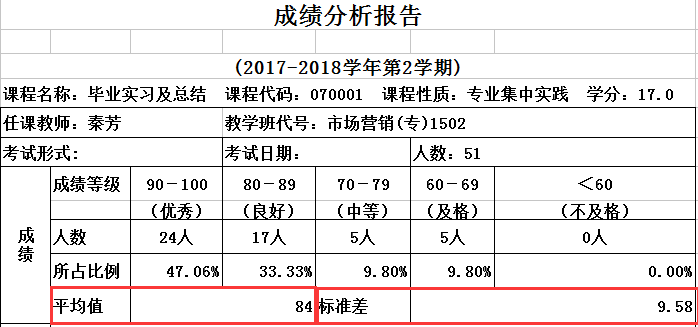 成绩分析报告
(2017-2018学年第2学期)
课程名称：毕业实习及总结 课程代码：070001 课程性质：专业集中实践 学分：17.0
任课教师：秦芳 教学班代号：市场营销(专)1502
考试形式: 考试日期： 人数：51
成绩
成绩等级 90－100 80－89 70－79 60－69 ＜60
（优秀） （良好） （中等） （及格） （不及格）
人数 24人 17人 5人 5人 0人
所占比例 47.06% 33.33% 9.80% 9.80% 0.00%
平均值 84 标准差 9.58